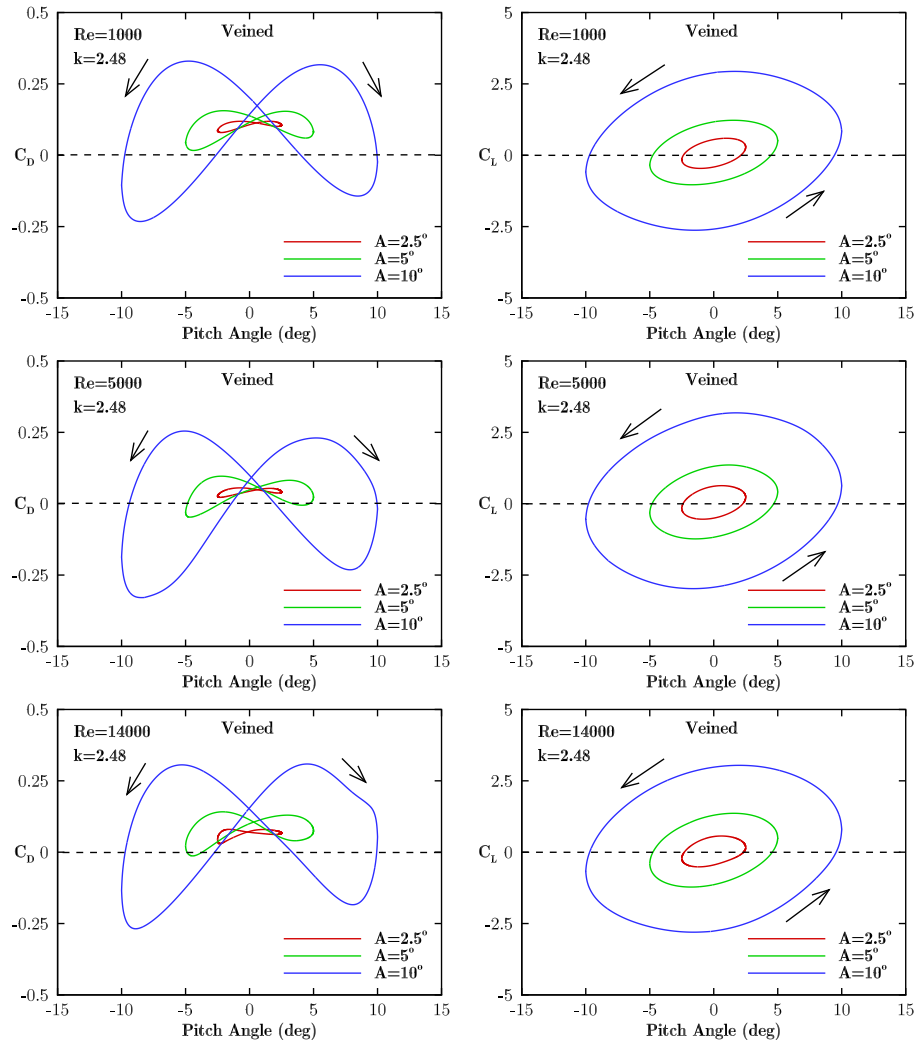 0.5
Re=1000
Veined
k=2.48
0.25
C_D 0
-0.25
A=2.5°
A=5°
A=10°
-0.5
-15 -10 -5 0 5 10 15
Pitch Angle (deg)
5
Re=1000
Veined
k=2.48
2.5
C_L 0
-2.5
A=2.5°
A=5°
A=10°
-5
-15 -10 -5 0 5 10 15
Pitch Angle (deg)
0.5
Re=5000
Veined
k=2.48
0.25
C_D 0
-0.25
A=2.5°
A=5°
A=10°
-0.5
-15 -10 -5 0 5 10 15
Pitch Angle (deg)
5
Re=5000
Veined
k=2.48
2.5
C_L 0
-2.5
A=2.5°
A=5°
A=10°
-5
-15 -10 -5 0 5 10 15
Pitch Angle (deg)
0.5
Re=14000
Veined
k=2.48
0.25
C_D 0
-0.25
A=2.5°
A=5°
A=10°
-0.5
-15 -10 -5 0 5 10 15
Pitch Angle (deg)
5
Re=14000
Veined
k=2.48
2.5
C_L 0
-2.5
A=2.5°
A=5°
A=10°
-5
-15 -10 -5 0 5 10 15
Pitch Angle (deg)